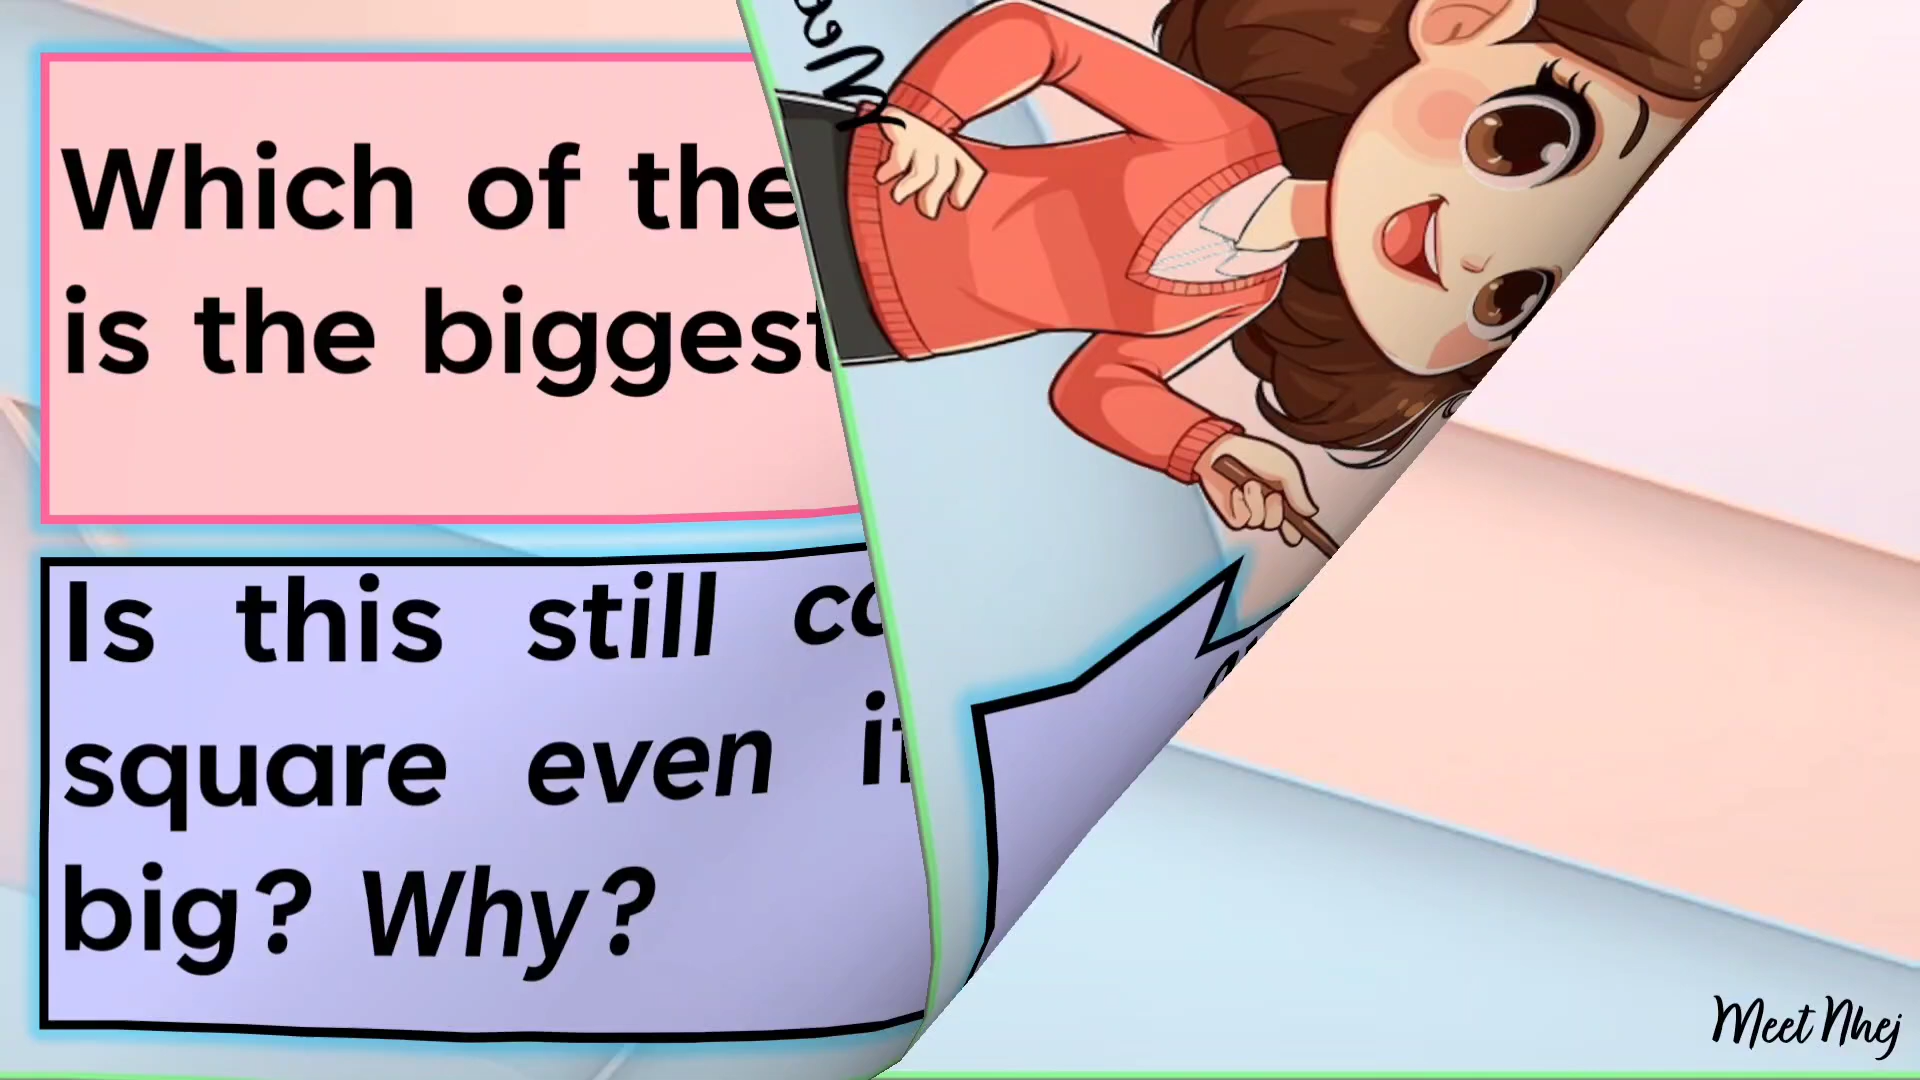 Which of the
is the biggest
Is this still
square even
big? Why?
Meet Nhej